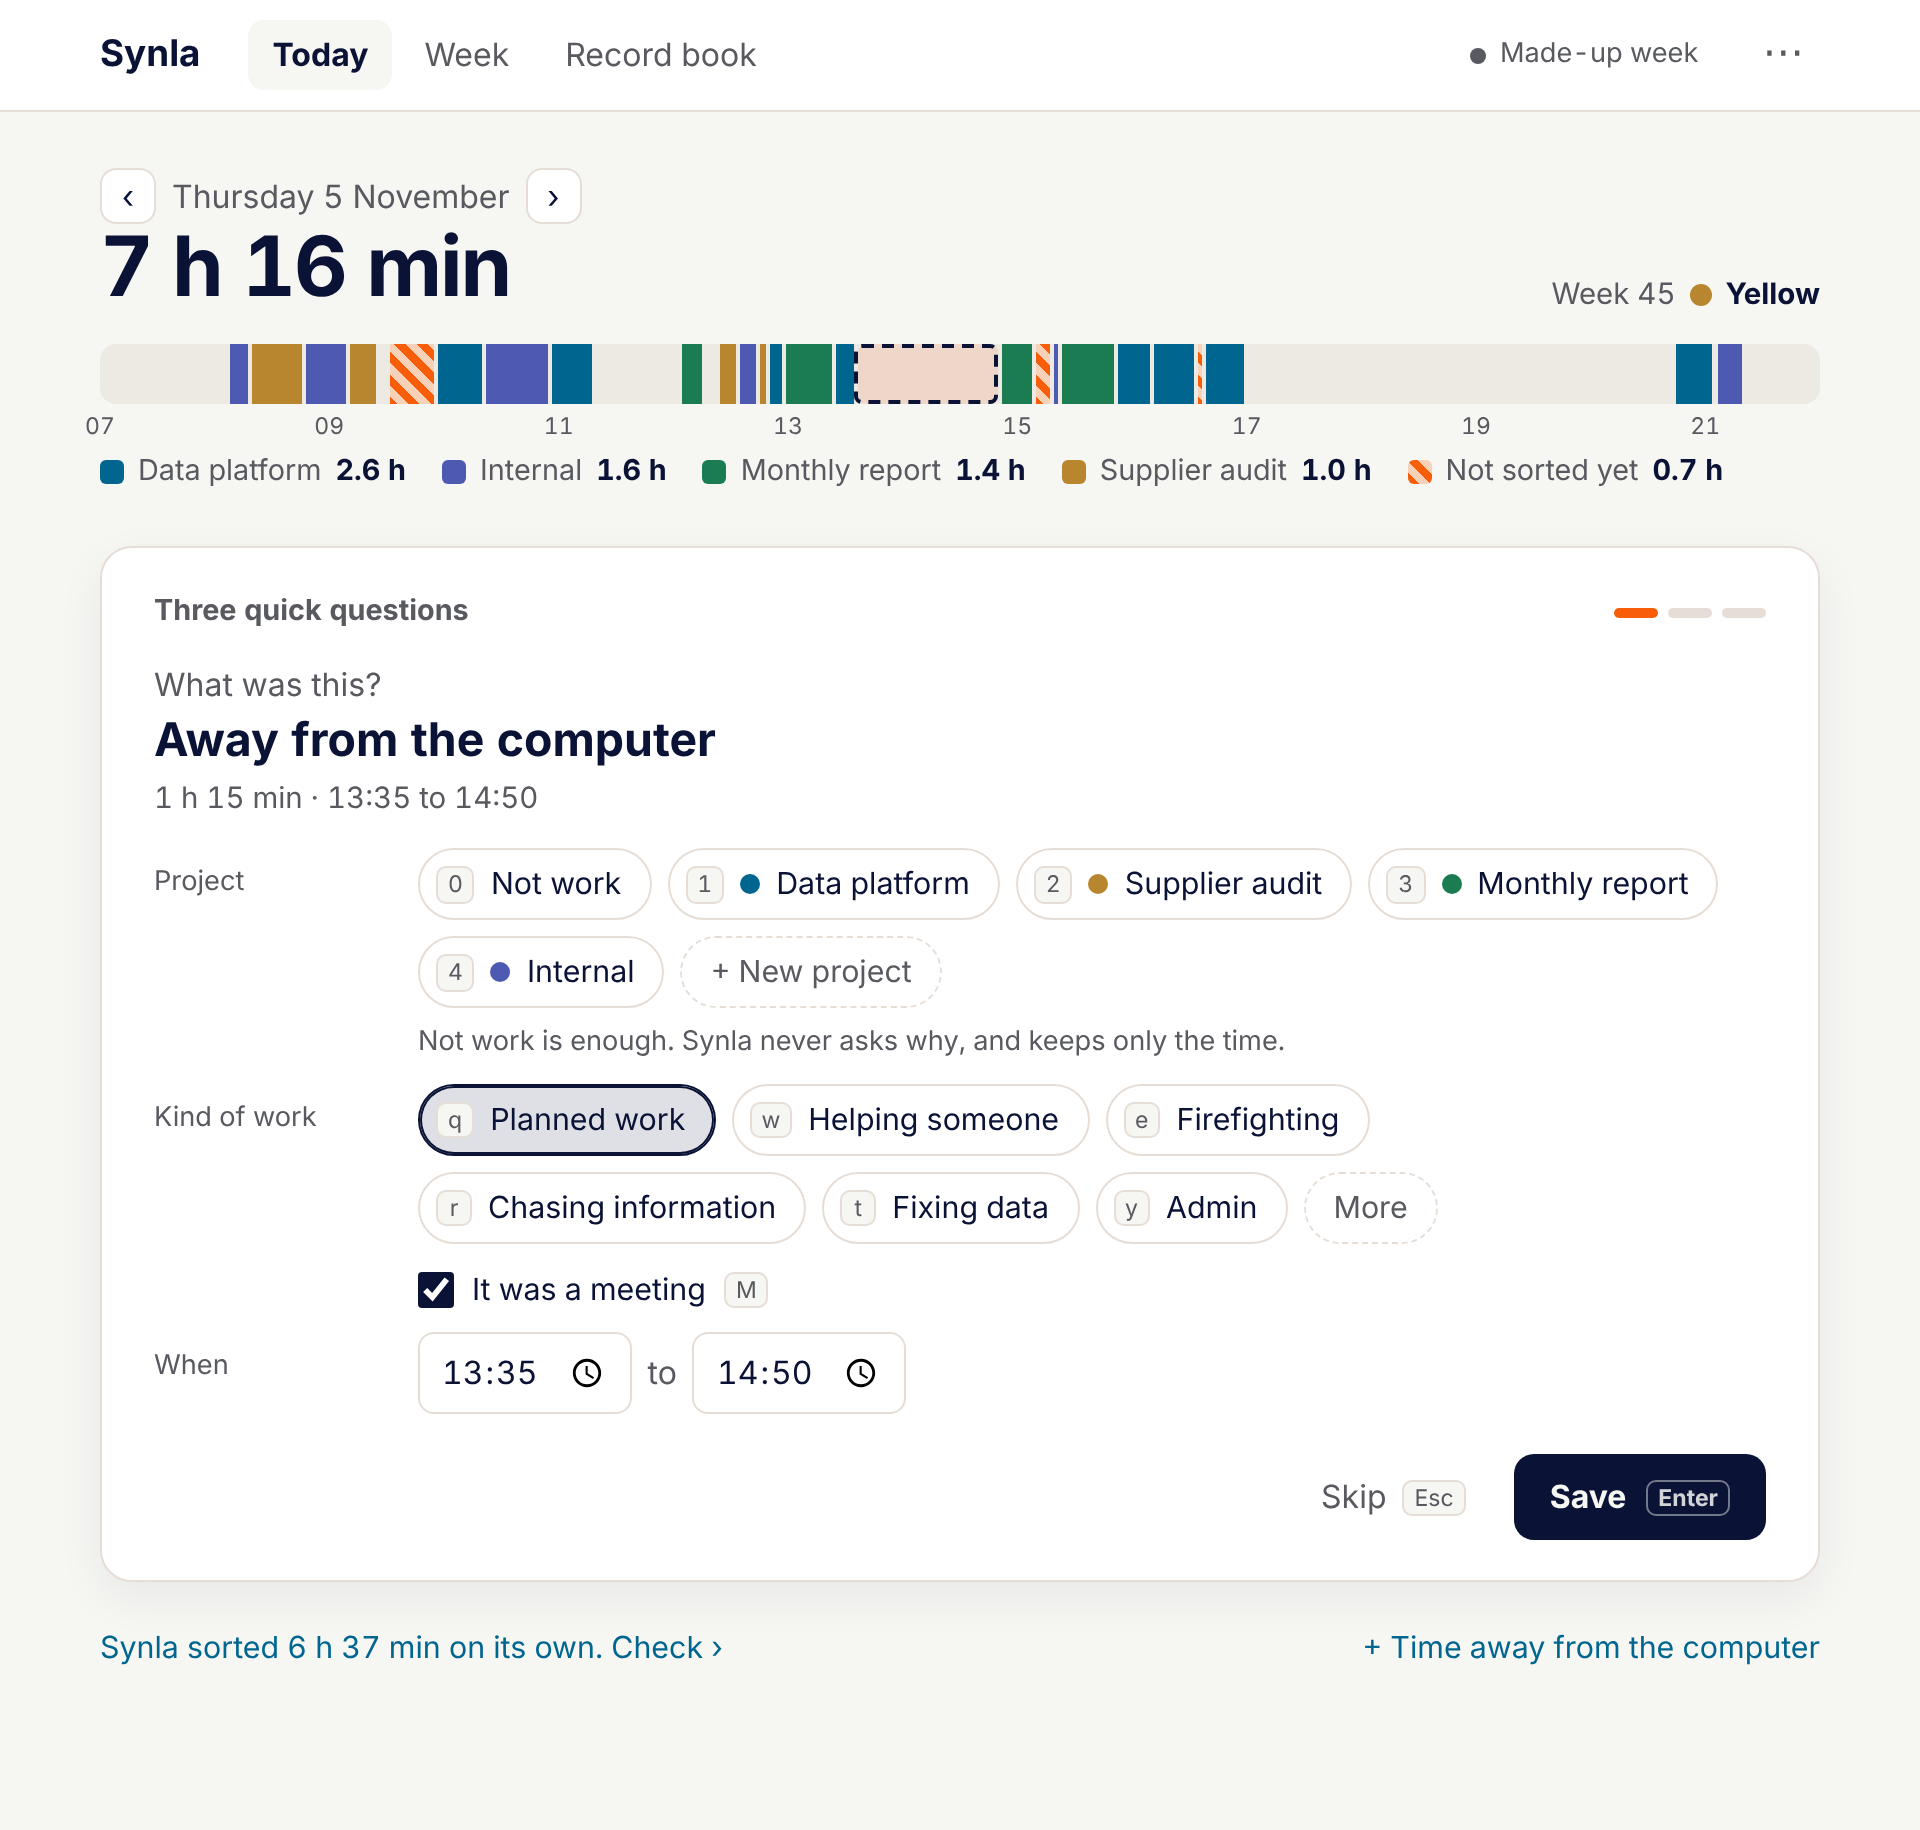 Synla Today Week Record book Made-up week ···
‹ Thursday 5 November ›
7 h 16 min
Week 45 Yellow
07 09 11 13 15 17 19 21
Data platform 2.6 h Internal 1.6 h Monthly report 1.4 h Supplier audit 1.0 h Not sorted yet 0.7 h
Three quick questions
What was this?
Away from the computer
1 h 15 min · 13:35 to 14:50
Project 0 Not work 1 Data platform 2 Supplier audit 3 Monthly report
4 Internal + New project
Not work is enough. Synla never asks why, and keeps only the time.
Kind of work q Planned work w Helping someone e Firefighting
r Chasing information t Fixing data y Admin More
It was a meeting M
When 13:35 to 14:50
Skip Esc Save Enter
Synla sorted 6 h 37 min on its own. Check › + Time away from the computer